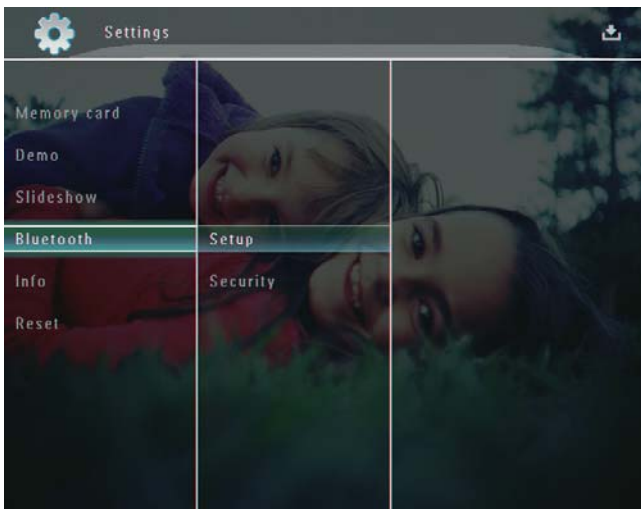 Settings
Memory card
Demo
Slideshow
Bluetooth
Setup
Info
Security
Reset